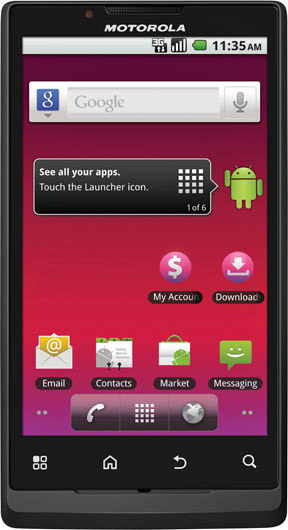 MOTOROLA
3G 11:35 AM
Google
See all your apps.
Touch the Launcher icon.
1 of 6
$
My Accoun Download
@
Email Contacts Market Messaging